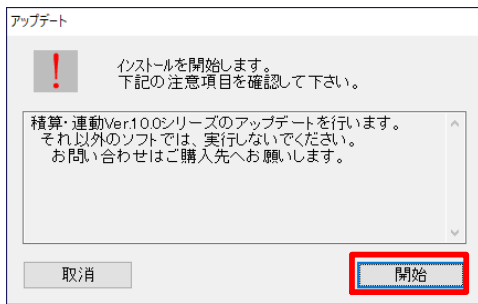 アップデート
!
インストールを開始します。
下記の注意項目を確認して下さい。
積算・連動Ver.10.0シリーズのアップデートを行います。
それ以外のソフトでは、実行しないでください。
お問い合わせはご購入先へお願いします。
取消
開始